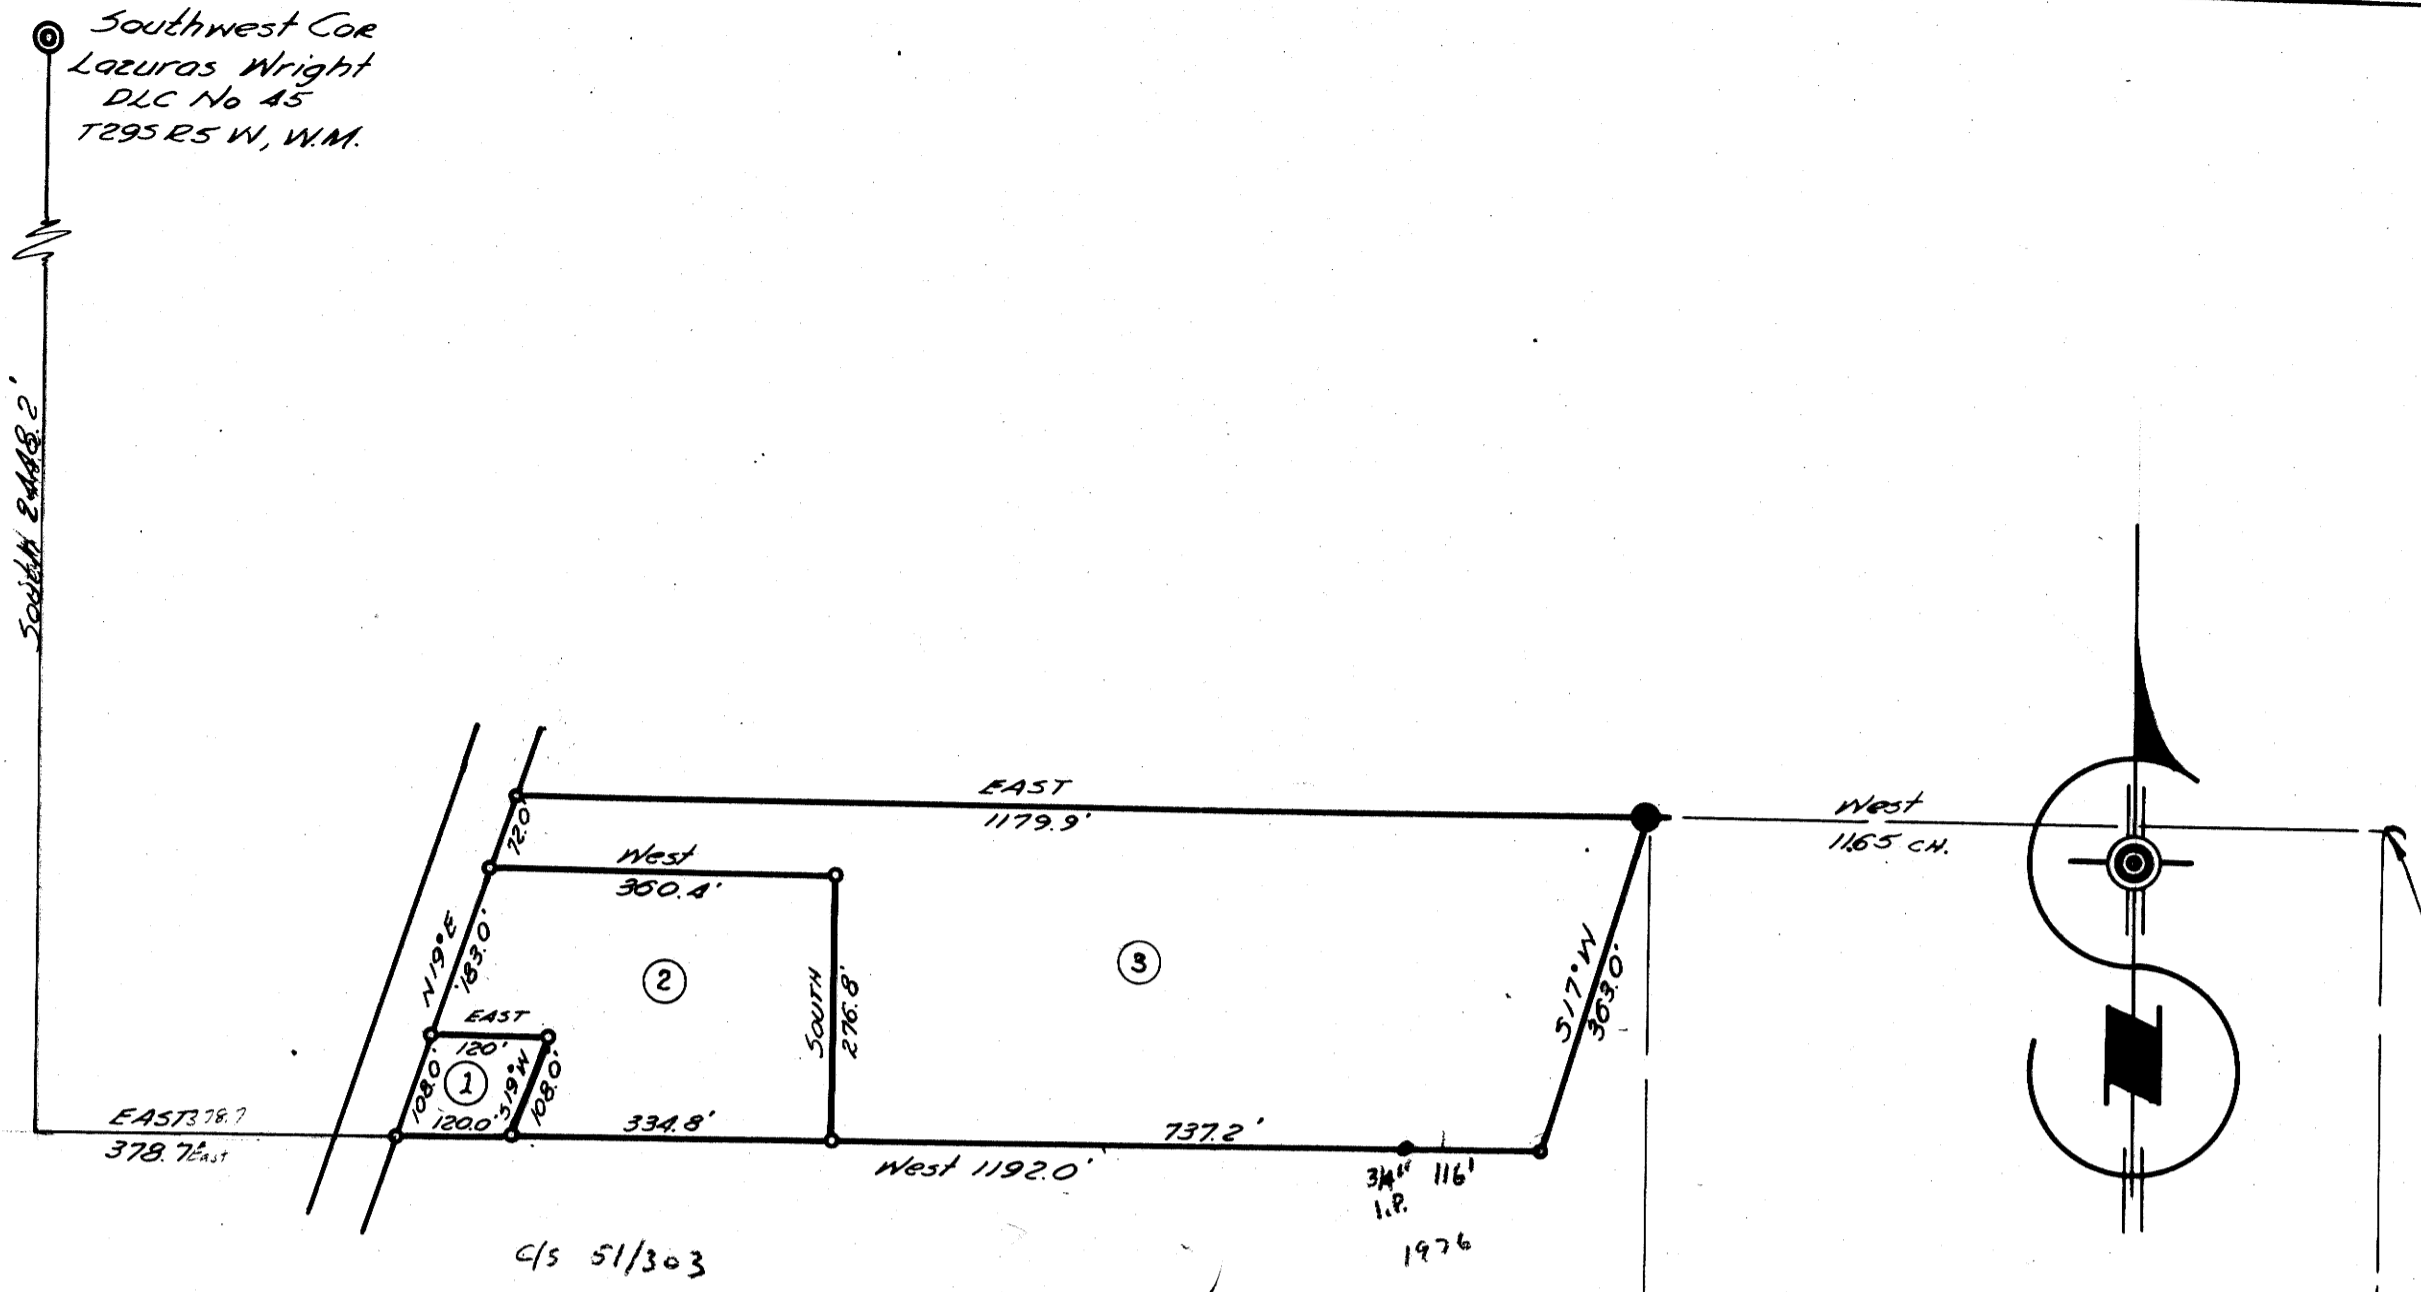 Southwest Cor
Lazuras Wright
DLC No 45
T29S R5 W, W.M.
South 2448.2'
EAST
1179.9'
West
11.65 CH.
72.0'
West
360.4'
N19°E
183.0'
2
SOUTH
276.8'
3
S17°W
363.0'
EAST
120'
108.0'
1
S19°W
108.0'
120.0'
334.8'
737.2'
EAST 378.7
378.7' East
West 1192.0'
3/4" 116'
I.P.
1976
C/S 51/303